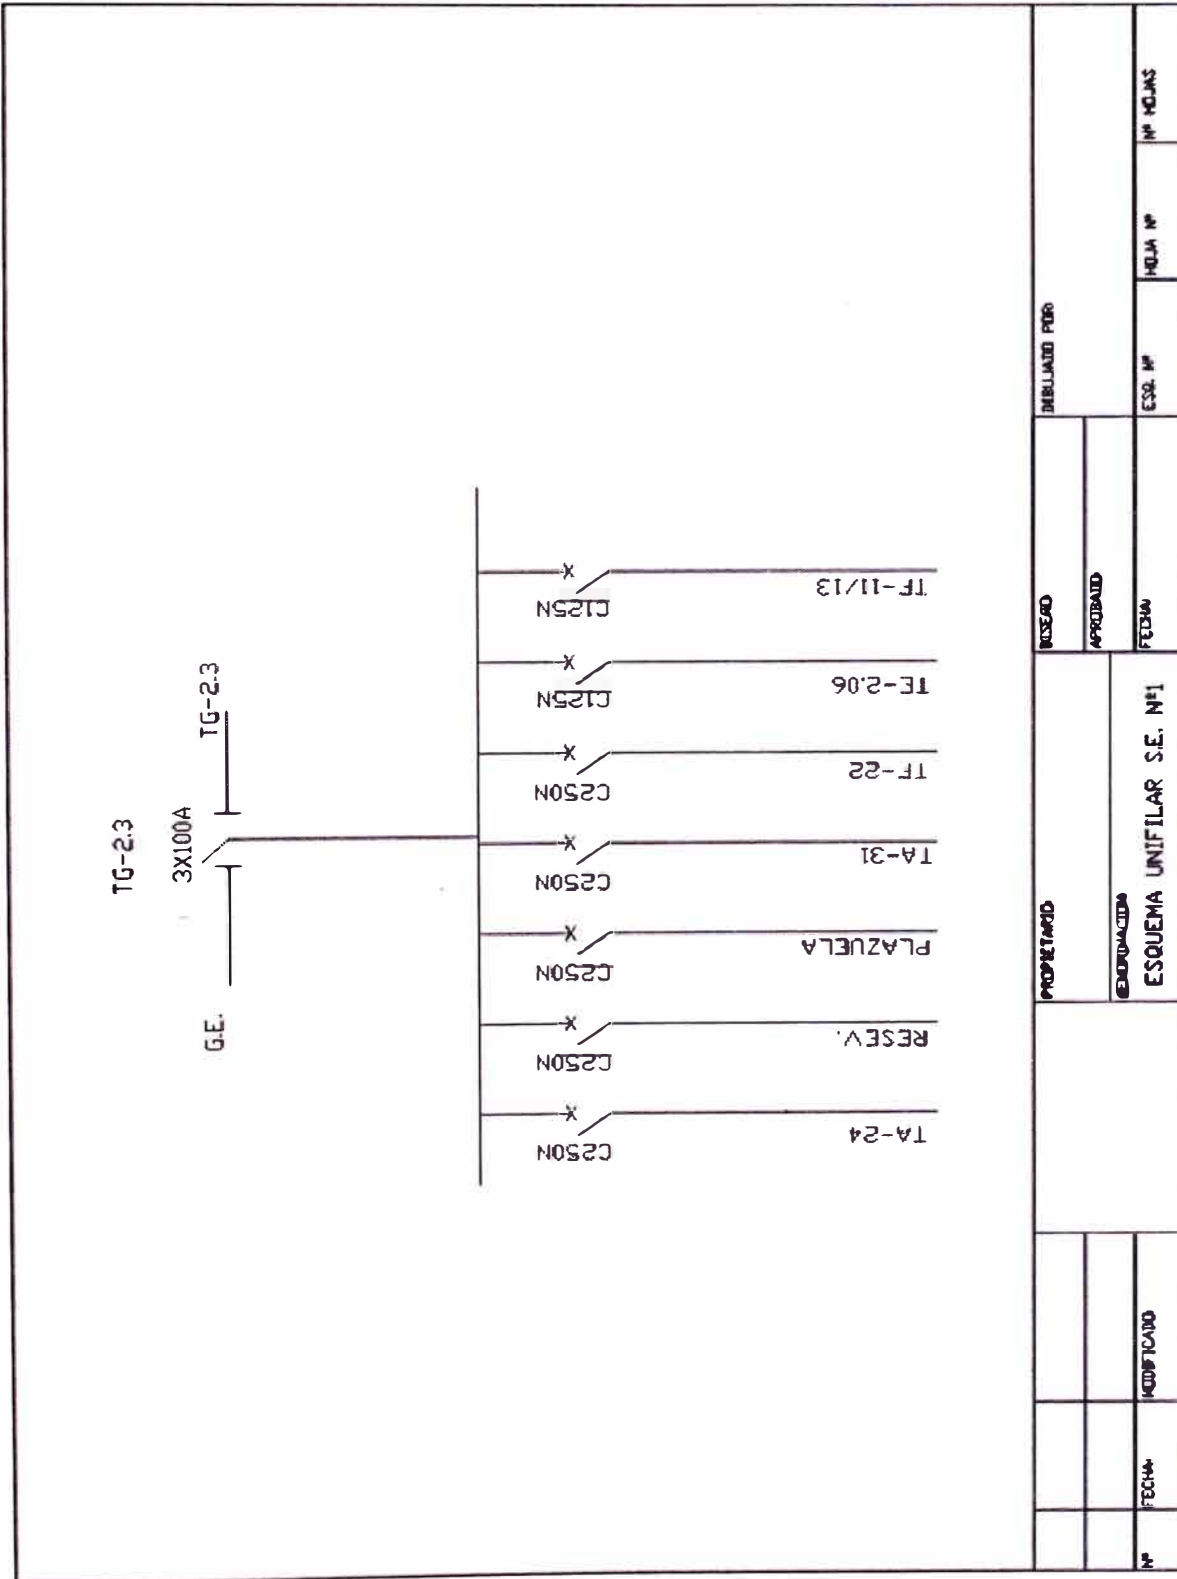 TG-2.3
3X100A
G.E.
TG-2.3
C250N
C250N
C250N
C250N
C250N
C125N
C125N
TA-24
RESEV.
PLAZUELA
TA-31
TF-22
TE-2.06
TF-11/13
PROPIETARIO
DISEÑO
DIBUJADO POR
APROBADO
ESQUEMA UNIFILAR S.E. Nº1
Nº
FECHA
MODIFICADO
FECHA
ESQ. Nº
HOJA Nº
Nº HOJAS